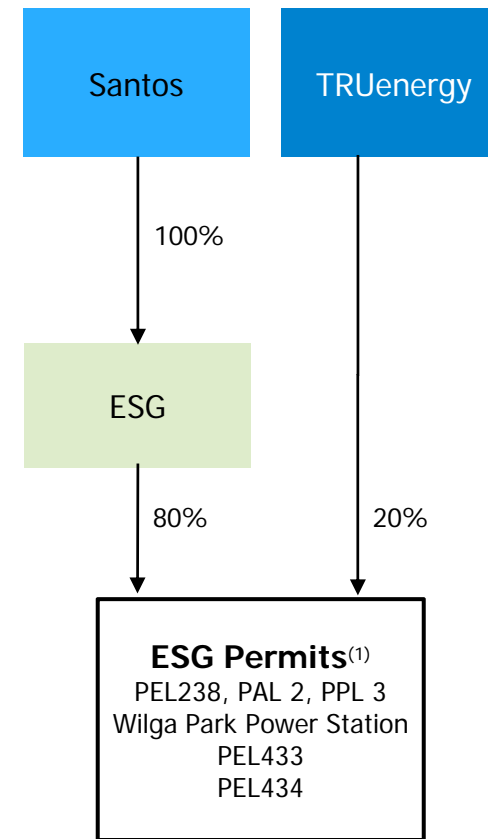 Santos
TRUenergy
100%
ESG
80%
20%
ESG Permits(1)
PEL238, PAL 2, PPL 3
Wilga Park Power Station
PEL433
PEL434